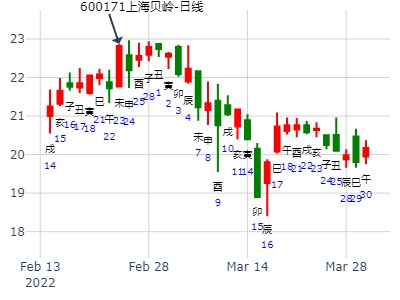 600171上海贝岭-日线
23
22
21
20
19
18
戌
14
亥
15
子
16
丑
17
寅
18
巳
21
午
22
未
23
申
24
酉
25
子
28
丑
1
寅
2
卯
3
辰
4
未
7
申
8
酉
9
戌
10
亥
11
寅
14
卯
15
辰
16
巳
17
午
18
酉
21
戌
22
亥
23
子
24
丑
25
辰
28
巳
29
午
30
Feb 13
2022
Feb 28
Mar 14
Mar 28